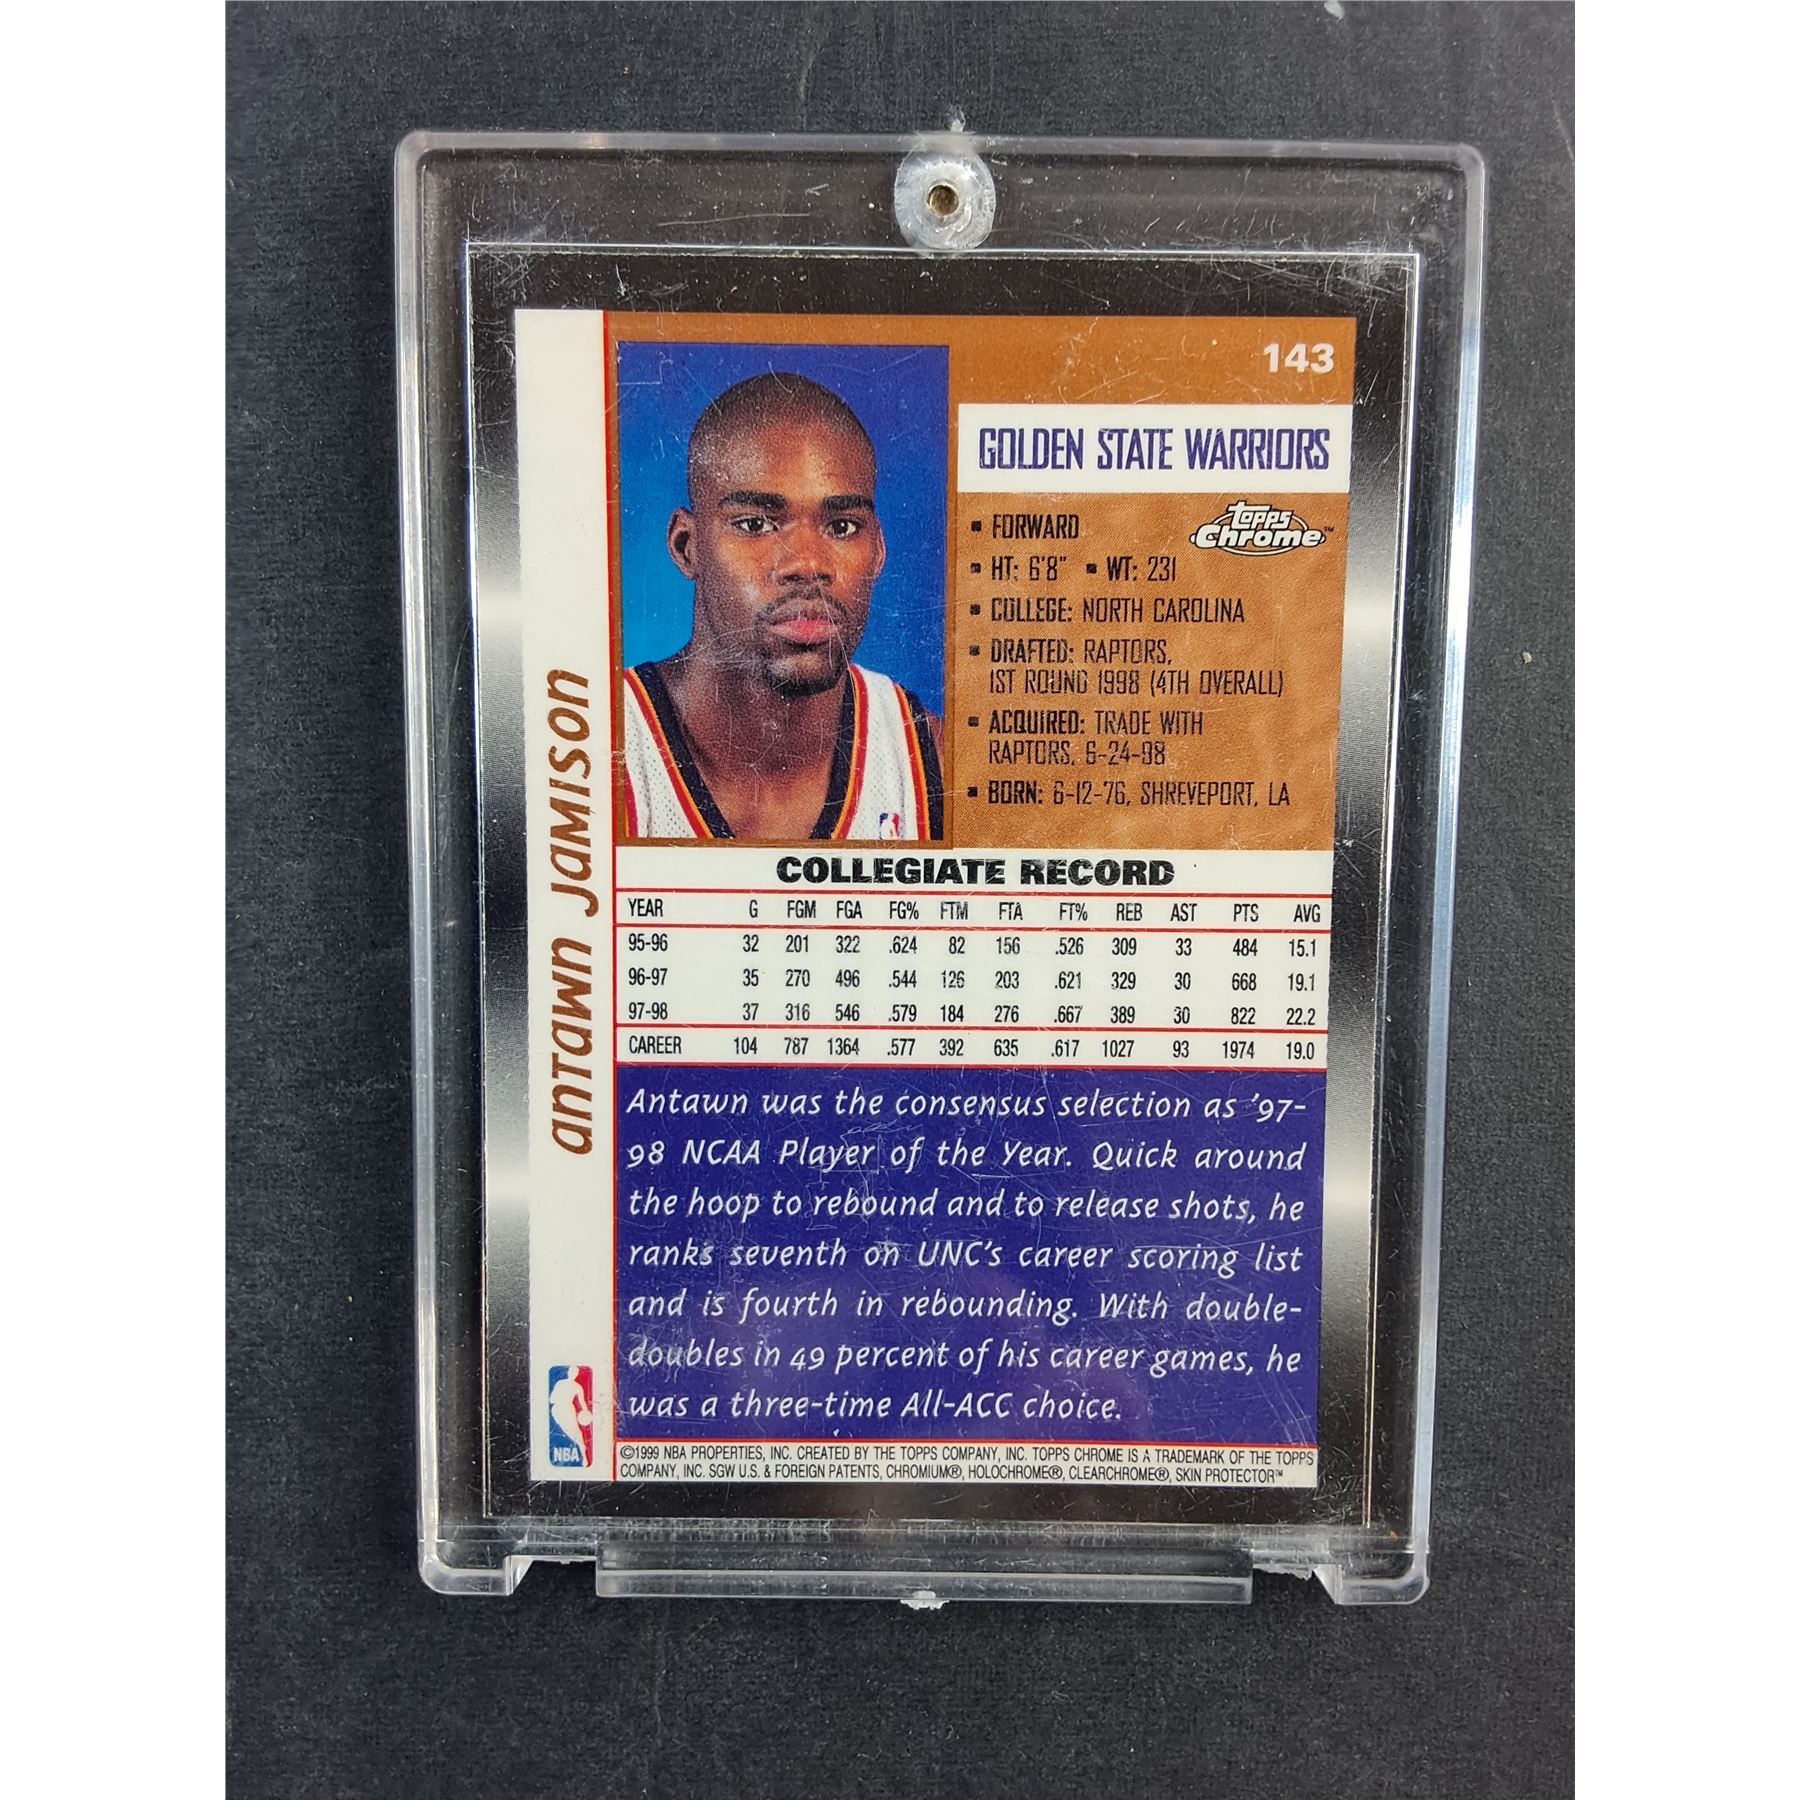 143
GOLDEN STATE WARRIORS
Topps Chrome™
▪ FORWARD
▪ HT: 6'8" ▪ WT: 231
▪ COLLEGE: NORTH CAROLINA
▪ DRAFTED: RAPTORS,
1ST ROUND 1998 (4TH OVERALL)
▪ ACQUIRED: TRADE WITH
RAPTORS, 6-24-98
▪ BORN: 6-12-76, SHREVEPORT, LA
antawn jamison
COLLEGIATE RECORD
YEAR G FGM FGA FG% FTM FTA FT% REB AST PTS AVG
95-96 32 201 322 .624 82 156 .526 309 33 484 15.1
96-97 35 270 496 .544 126 203 .621 329 30 668 19.1
97-98 37 316 546 .579 184 276 .667 389 30 822 22.2
CAREER 104 787 1364 .577 392 635 .617 1027 93 1974 19.0
Antawn was the consensus selection as '97-
98 NCAA Player of the Year. Quick around
the hoop to rebound and to release shots, he
ranks seventh on UNC's career scoring list
and is fourth in rebounding. With double-
doubles in 49 percent of his career games, he
was a three-time All-ACC choice.
NBA
©1999 NBA PROPERTIES, INC. CREATED BY THE TOPPS COMPANY, INC. TOPPS CHROME IS A TRADEMARK OF THE TOPPS
COMPANY, INC. SGW U.S. & FOREIGN PATENTS, CHROMIUM®, HOLOCHROME®, CLEARCHROME®, SKIN PROTECTOR™